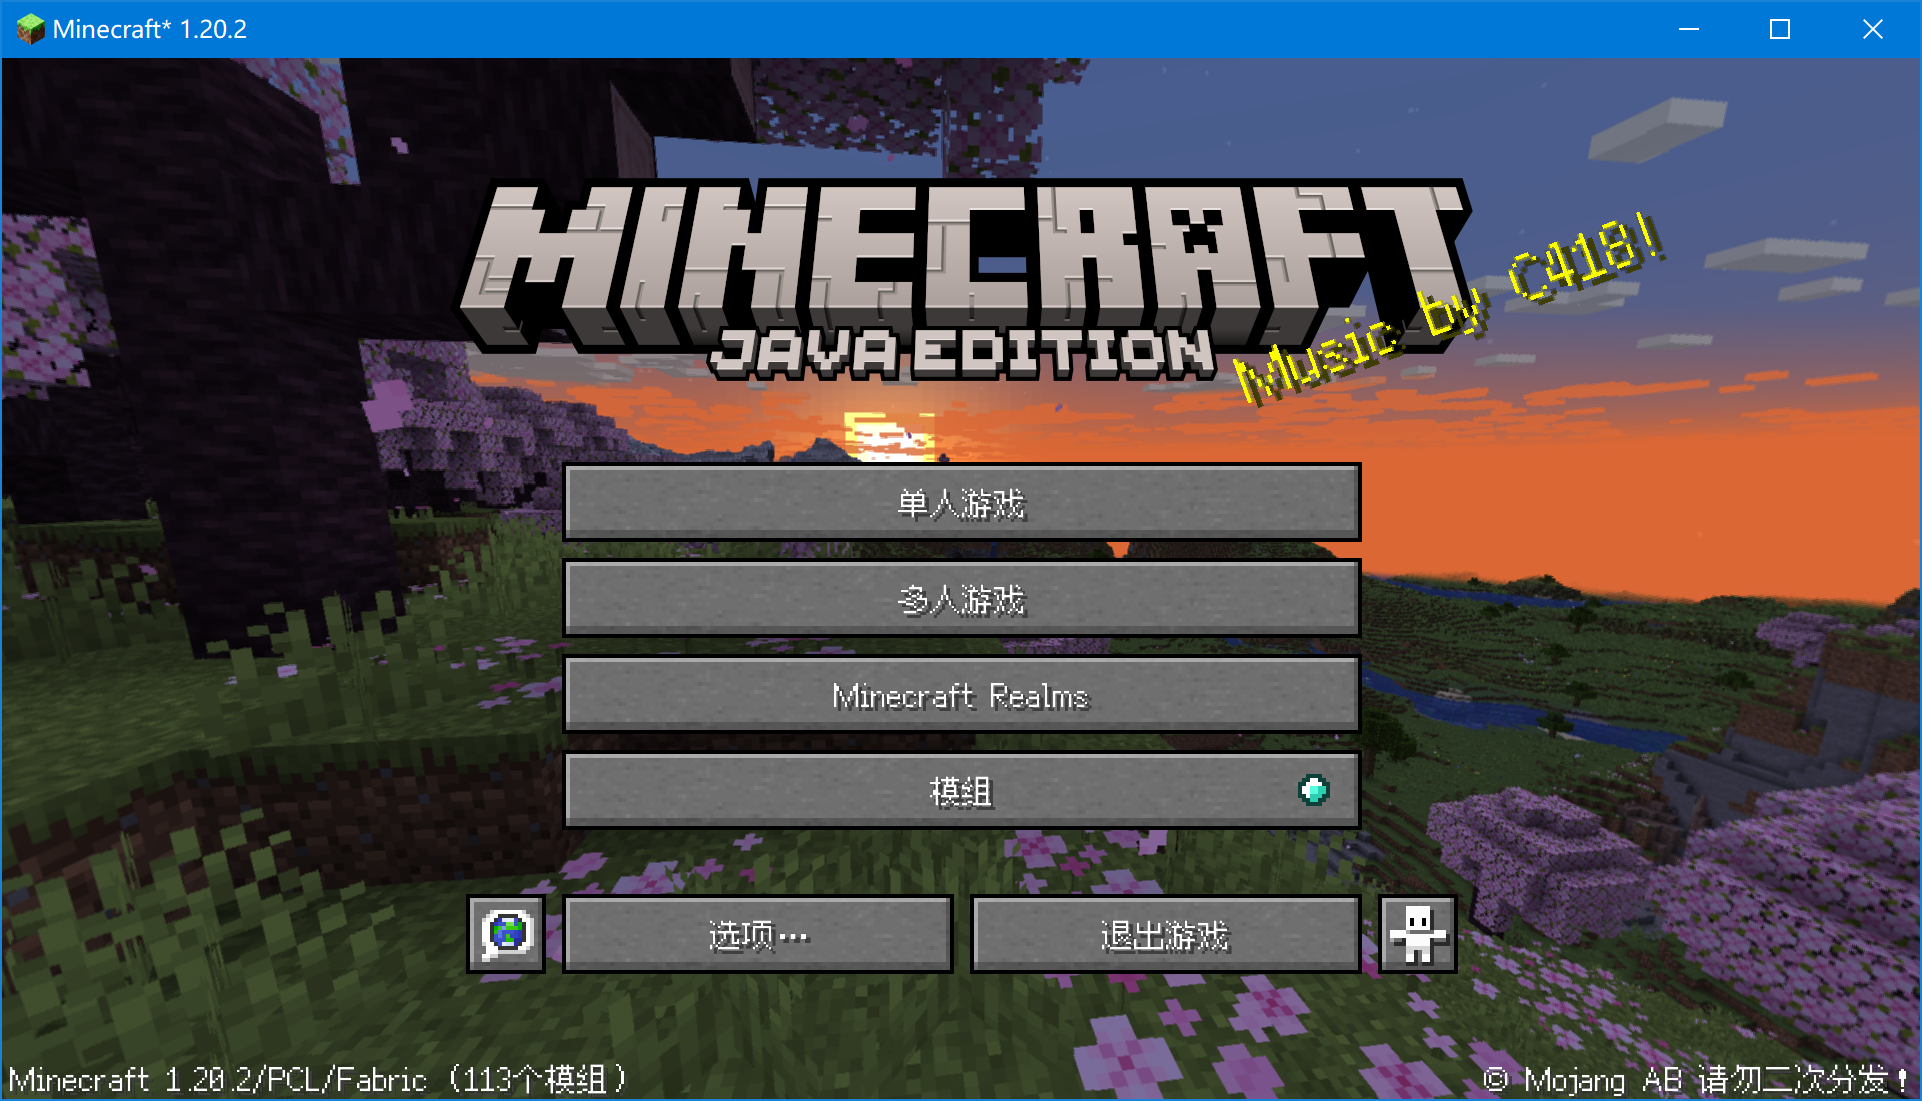 Minecraft* 1.20.2
MINECRAFT
JAVA EDITION
Music by C418!
单人游戏
多人游戏
Minecraft Realms
模组
选项…
退出游戏
Minecraft 1.20.2/PCL/Fabric（113个模组）
© Mojang AB 请勿二次分发！